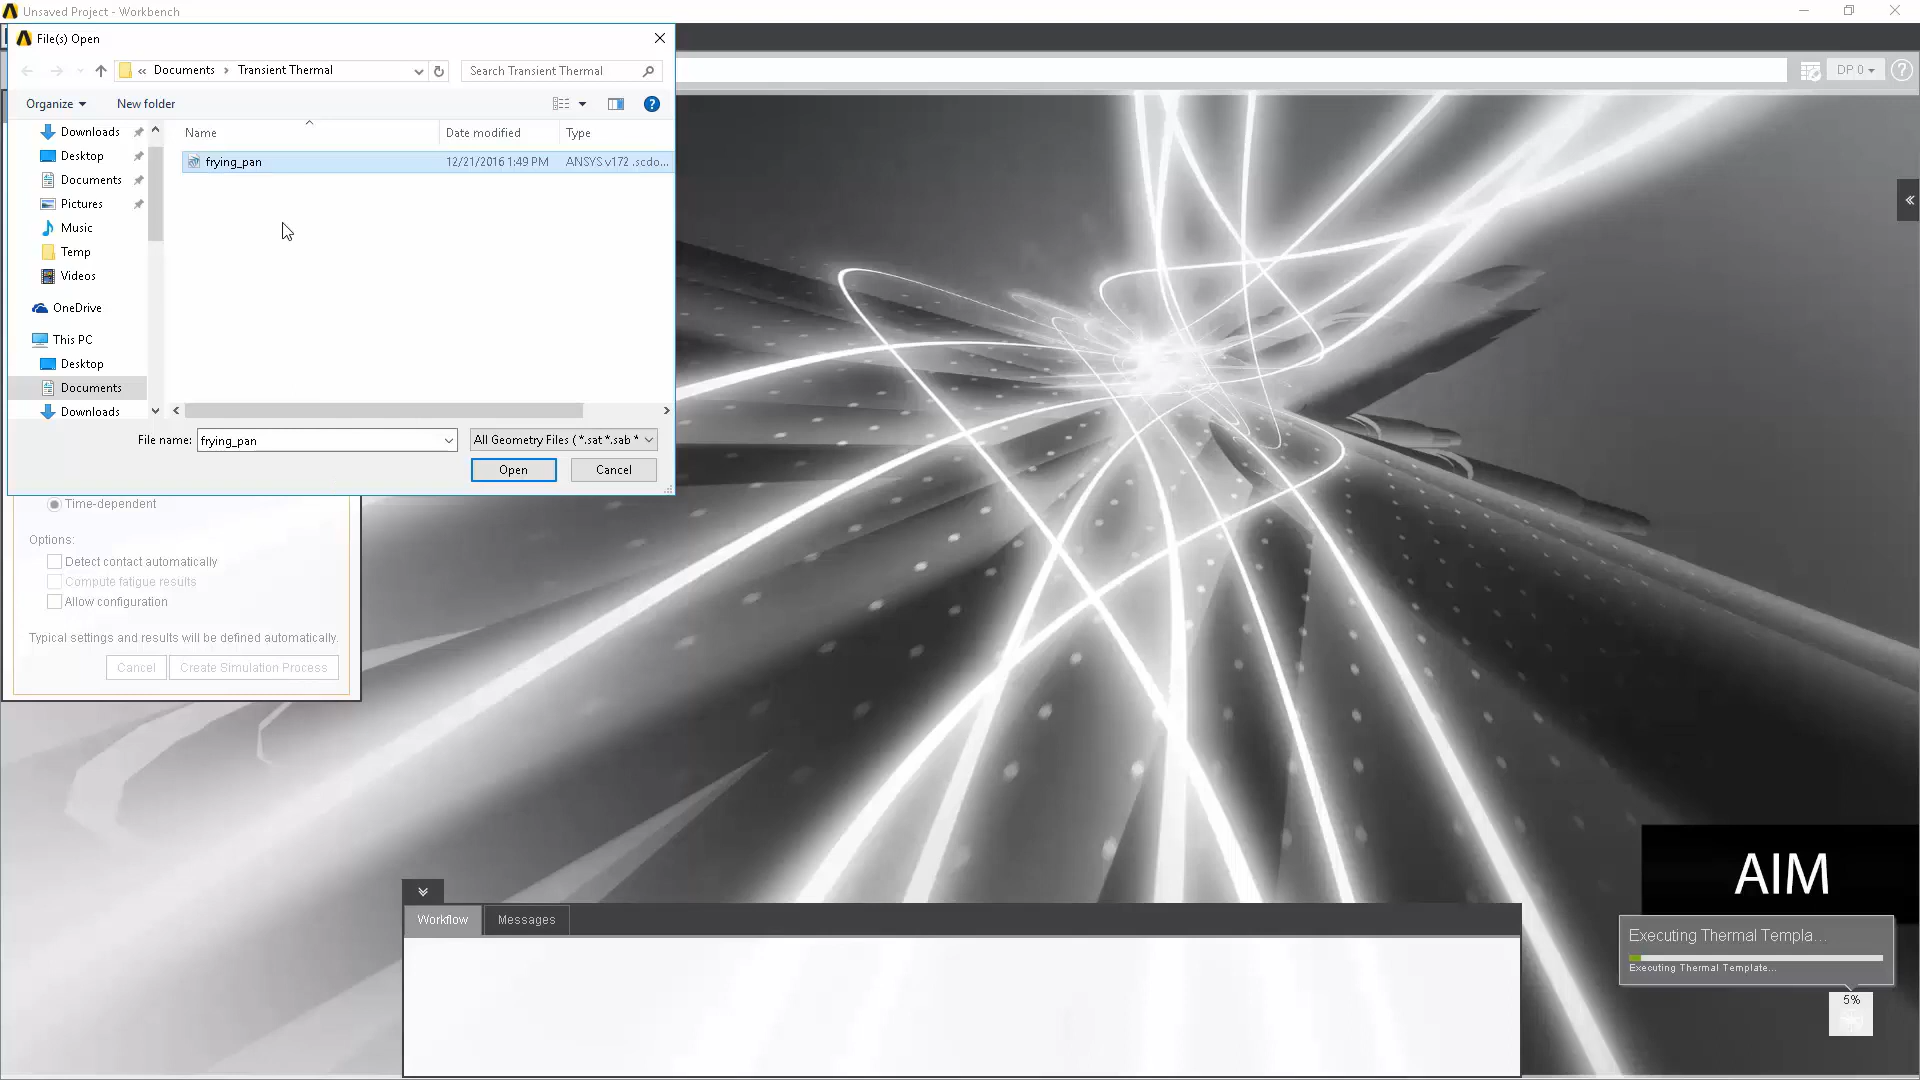 Unsaved Project - Workbench
File(s) Open
« Documents › Transient Thermal
Search Transient Thermal
DP 0
?
Organize
New folder
?
Name
Date modified
Type
frying_pan
12/21/2016 1:49 PM
ANSYS v172 .scdo...
Downloads
Desktop
Documents
Pictures
Music
Temp
Videos
OneDrive
This PC
Desktop
Documents
Downloads
File name:
frying_pan
All Geometry Files ( *.sat *.sab *
Open
Cancel
Time-dependent
Options:
Detect contact automatically
Compute fatigue results
Allow configuration
Typical settings and results will be defined automatically.
Cancel
Create Simulation Process
AIM
Workflow
Messages
Executing Thermal Templa...
Executing Thermal Template...
5%